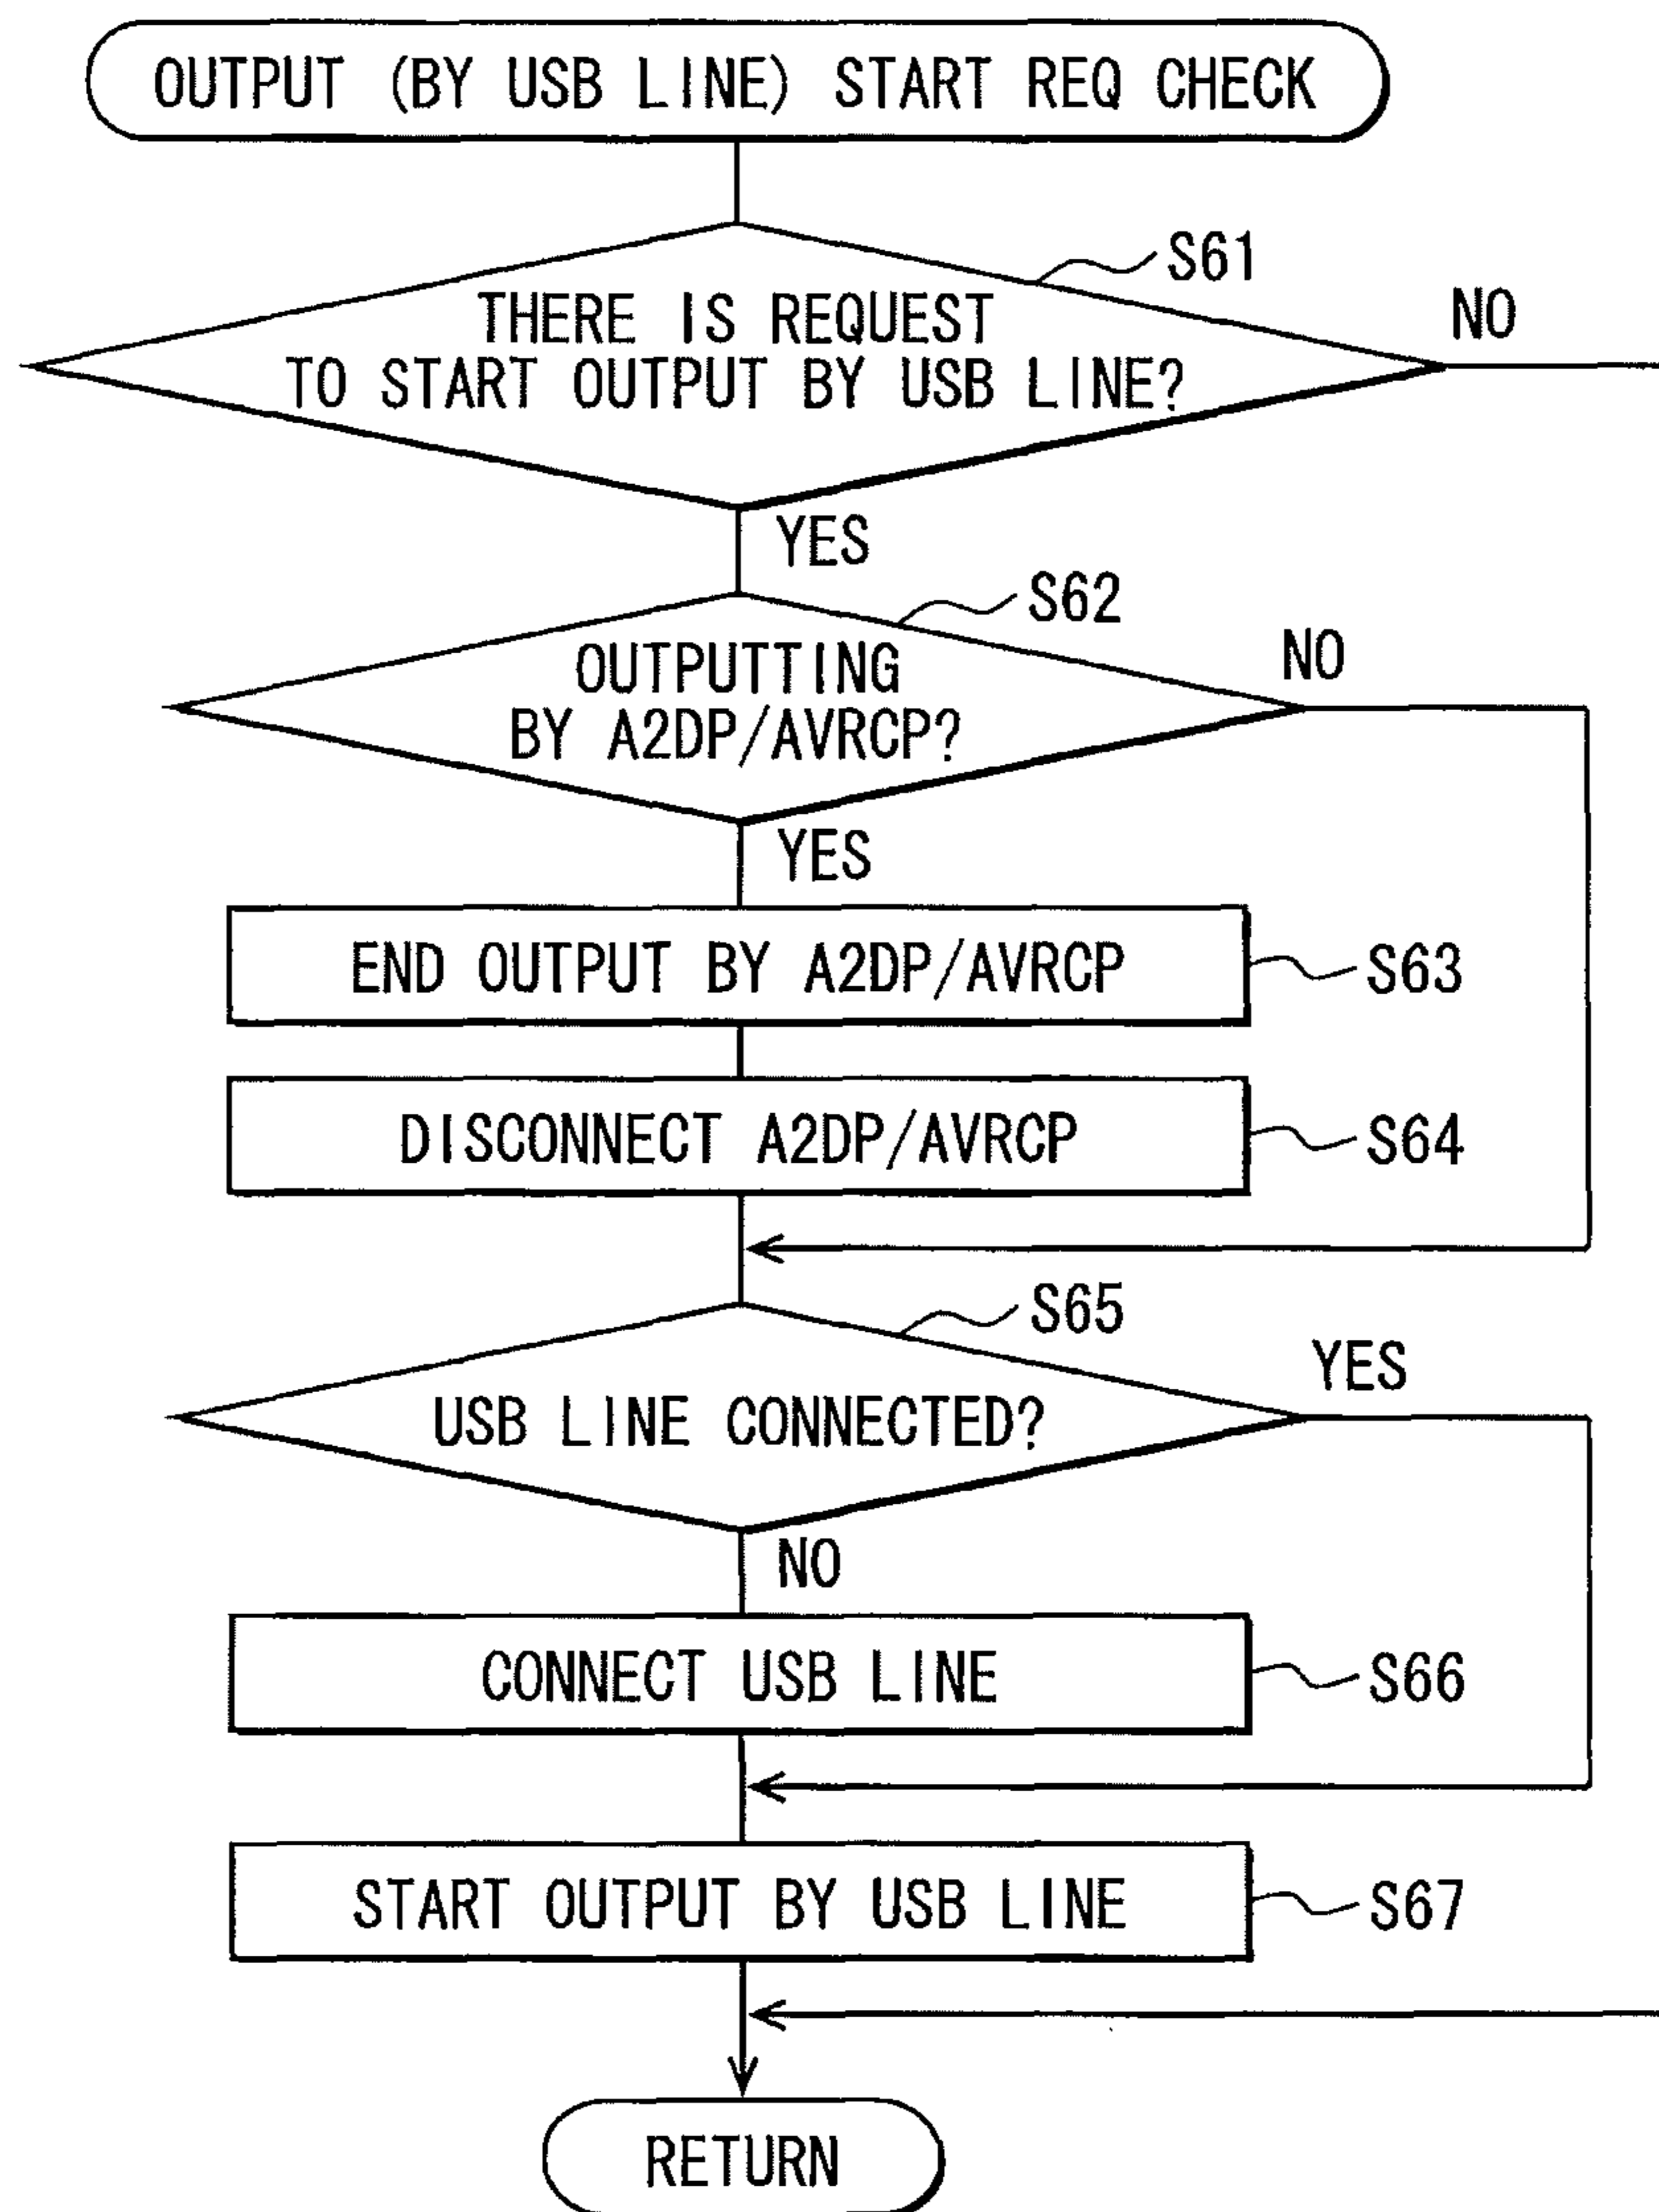 OUTPUT (BY USB LINE) START REQ CHECK
S61
THERE IS REQUEST
TO START OUTPUT BY USB LINE?
NO
YES
S62
OUTPUTTING
BY A2DP/AVRCP?
NO
YES
END OUTPUT BY A2DP/AVRCP
S63
DISCONNECT A2DP/AVRCP
S64
S65
USB LINE CONNECTED?
YES
NO
CONNECT USB LINE
S66
START OUTPUT BY USB LINE
S67
RETURN